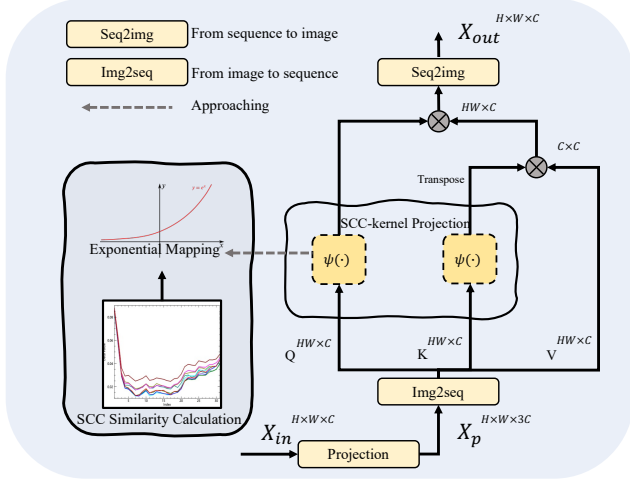 Seq2img From sequence to image
Img2seq From image to sequence
Approaching
X_out^{H×W×C}
Seq2img
HW×C
C×C
Transpose
SCC-kernel Projection
ψ(·) ψ(·)
y
y = e^x
x
Exponential Mapping
SCC Similarity Calculation
Q^{HW×C} K^{HW×C} V^{HW×C}
Img2seq
X_in^{H×W×C} X_p^{H×W×3C}
Projection